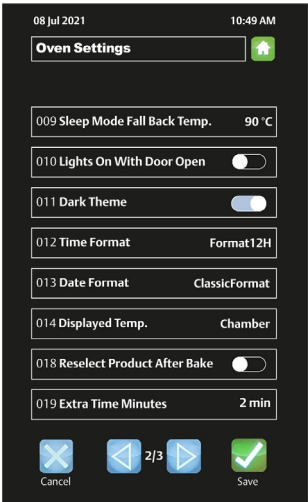 08 Jul 2021 10:49 AM
Oven Settings
009 Sleep Mode Fall Back Temp. 90 °C
010 Lights On With Door Open
011 Dark Theme
012 Time Format Format12H
013 Date Format ClassicFormat
014 Displayed Temp. Chamber
018 Reselect Product After Bake
019 Extra Time Minutes 2 min
2/3
Cancel Save